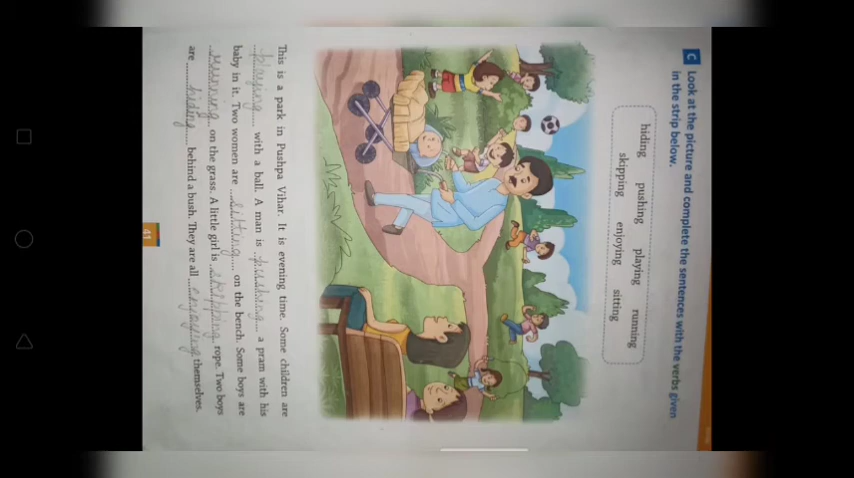 C Look at the picture and complete the sentences with the verbs given
in the strip below.
hiding pushing playing running
skipping enjoying sitting
This is a park in Pushpa Vihar. It is evening time. Some children are
playing with a ball. A man is pushing a pram with his
baby in it. Two women are sitting on the bench. Some boys are
running on the grass. A little girl is skipping rope. Two boys
are hiding behind a bush. They are all enjoying themselves.
41